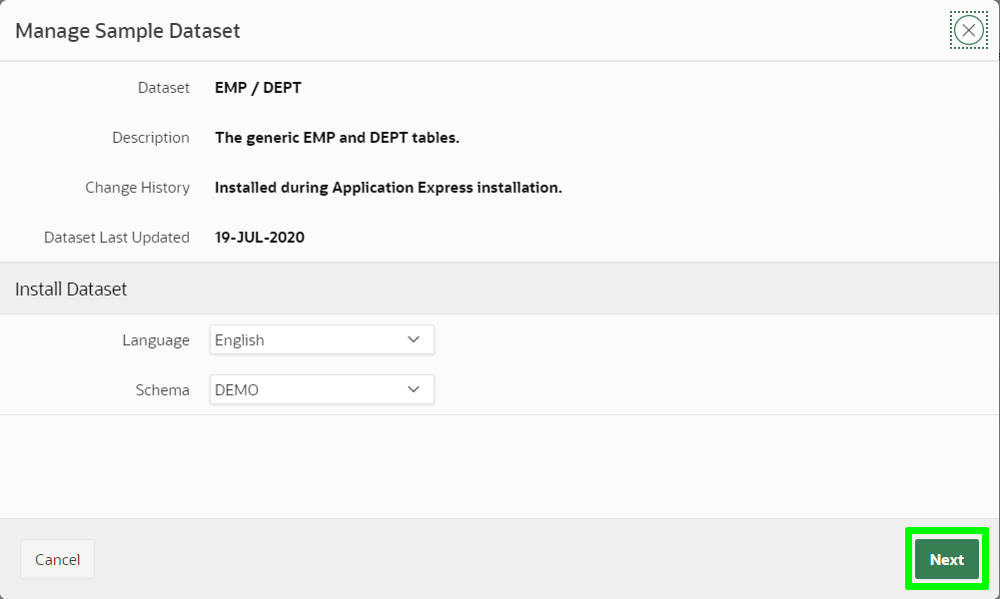 Manage Sample Dataset
Dataset EMP / DEPT
Description The generic EMP and DEPT tables.
Change History Installed during Application Express installation.
Dataset Last Updated 19-JUL-2020
Install Dataset
Language English
Schema DEMO
Cancel Next